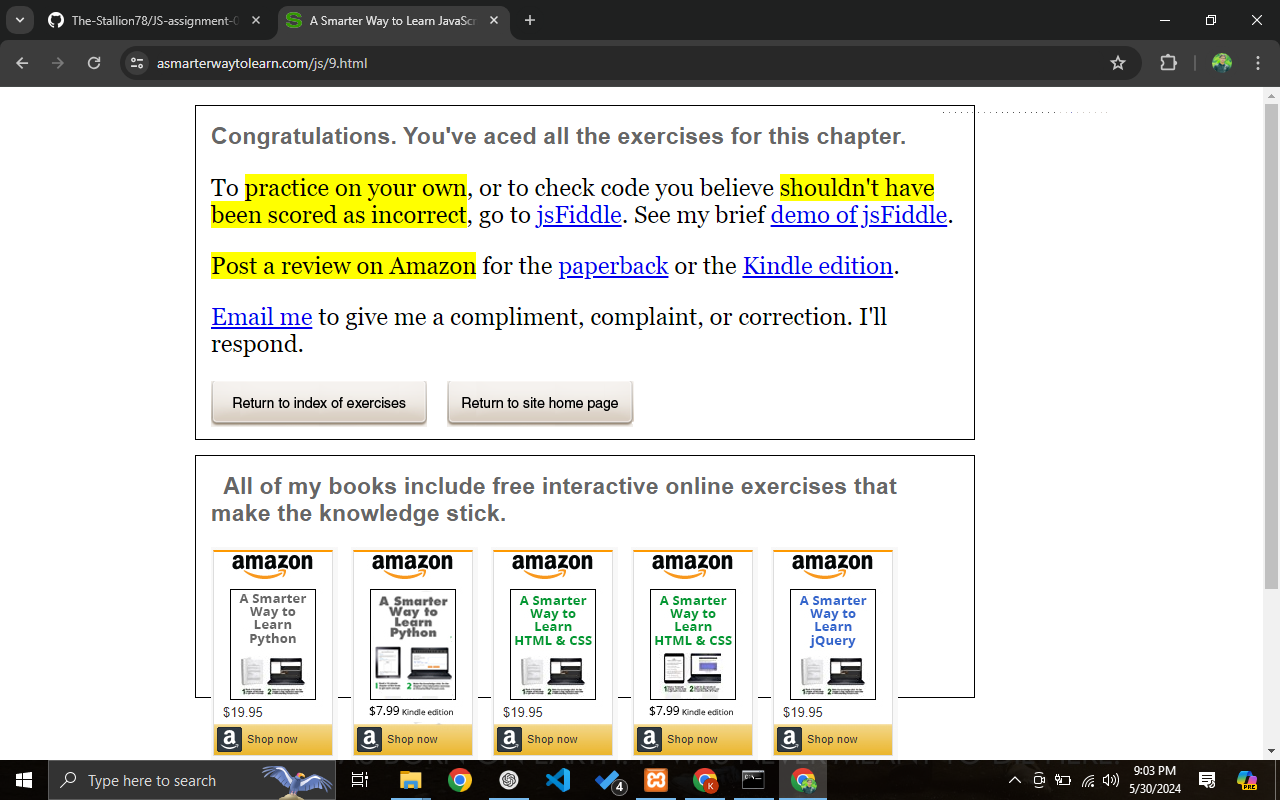 The-Stallion78/JS-assignment-0
A Smarter Way to Learn JavaScr
asmarterwaytolearn.com/js/9.html
Congratulations. You've aced all the exercises for this chapter.
To practice on your own, or to check code you believe shouldn't have
been scored as incorrect, go to jsFiddle. See my brief demo of jsFiddle.
Post a review on Amazon for the paperback or the Kindle edition.
Email me to give me a compliment, complaint, or correction. I'll
respond.
Return to index of exercises Return to site home page
All of my books include free interactive online exercises that
make the knowledge stick.
amazon amazon amazon amazon amazon
A Smarter A Smarter A Smarter A Smarter A Smarter
Way to Way to Way to Way to Way to
Learn Learn Learn Learn Learn
Python Python HTML & CSS HTML & CSS jQuery
$19.95 $7.99 Kindle edition $19.95 $7.99 Kindle edition $19.95
Shop now Shop now Shop now Shop now Shop now
Type here to search
4
K
PRE
9:03 PM
5/30/2024